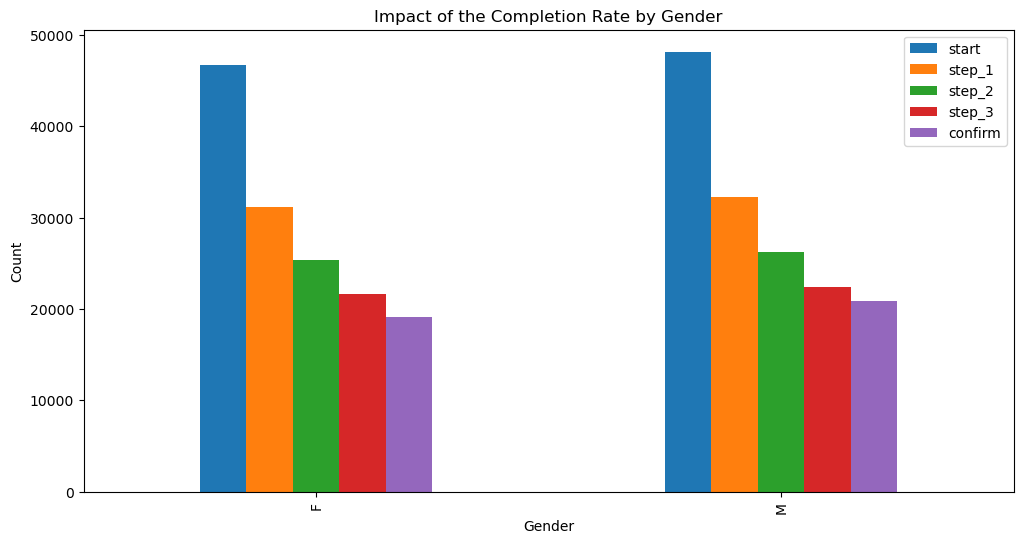 Impact of the Completion Rate by Gender
start
step_1
step_2
step_3
confirm
50000
40000
30000
20000
10000
0
Count
F
M
Gender